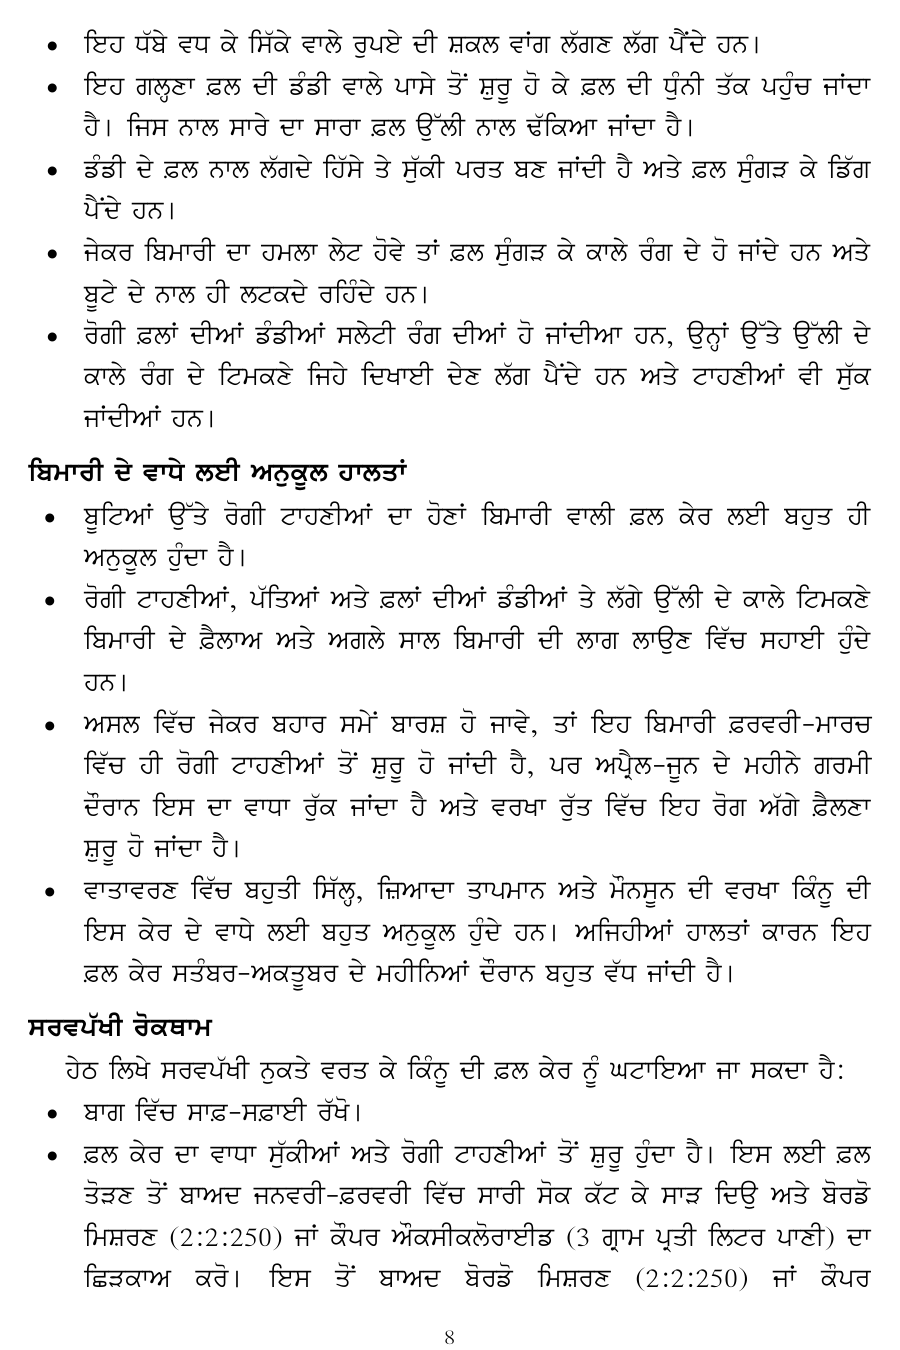 • ਇਹ ਧੱਬੇ ਵਧ ਕੇ ਸਿੱਕੇ ਵਾਲੇ ਰੁਪਏ ਦੀ ਸ਼ਕਲ ਵਾਂਗ ਲੱਗਣ ਲੱਗ ਪੈਂਦੇ ਹਨ।
• ਇਹ ਗਲ੍ਹਣਾ ਫ਼ਲ ਦੀ ਡੰਡੀ ਵਾਲੇ ਪਾਸੇ ਤੋਂ ਸ਼ੁਰੂ ਹੋ ਕੇ ਫ਼ਲ ਦੀ ਧੁੰਨੀ ਤੱਕ ਪਹੁੰਚ ਜਾਂਦਾ
ਹੈ। ਜਿਸ ਨਾਲ ਸਾਰੇ ਦਾ ਸਾਰਾ ਫ਼ਲ ਉੱਲੀ ਨਾਲ ਢੱਕਿਆ ਜਾਂਦਾ ਹੈ।
• ਡੰਡੀ ਦੇ ਫ਼ਲ ਨਾਲ ਲੱਗਦੇ ਹਿੱਸੇ ਤੇ ਸੁੱਕੀ ਪਰਤ ਬਣ ਜਾਂਦੀ ਹੈ ਅਤੇ ਫ਼ਲ ਸੁੰਗੜ ਕੇ ਡਿੱਗ
ਪੈਂਦੇ ਹਨ।
• ਜੇਕਰ ਬਿਮਾਰੀ ਦਾ ਹਮਲਾ ਲੇਟ ਹੋਵੇ ਤਾਂ ਫ਼ਲ ਸੁੰਗੜ ਕੇ ਕਾਲੇ ਰੰਗ ਦੇ ਹੋ ਜਾਂਦੇ ਹਨ ਅਤੇ
ਬੂਟੇ ਦੇ ਨਾਲ ਹੀ ਲਟਕਦੇ ਰਹਿੰਦੇ ਹਨ।
• ਰੋਗੀ ਫ਼ਲਾਂ ਦੀਆਂ ਡੰਡੀਆਂ ਸਲੇਟੀ ਰੰਗ ਦੀਆਂ ਹੋ ਜਾਂਦੀਆ ਹਨ, ਉਨ੍ਹਾਂ ਉੱਤੇ ਉੱਲੀ ਦੇ
ਕਾਲੇ ਰੰਗ ਦੇ ਟਿਮਕਣੇ ਜਿਹੇ ਦਿਖਾਈ ਦੇਣ ਲੱਗ ਪੈਂਦੇ ਹਨ ਅਤੇ ਟਾਹਣੀਆਂ ਵੀ ਸੁੱਕ
ਜਾਂਦੀਆਂ ਹਨ।
ਬਿਮਾਰੀ ਦੇ ਵਾਧੇ ਲਈ ਅਨੁਕੂਲ ਹਾਲਤਾਂ
• ਬੂਟਿਆਂ ਉੱਤੇ ਰੋਗੀ ਟਾਹਣੀਆਂ ਦਾ ਹੋਣਾਂ ਬਿਮਾਰੀ ਵਾਲੀ ਫ਼ਲ ਕੇਰ ਲਈ ਬਹੁਤ ਹੀ
ਅਨੁਕੂਲ ਹੁੰਦਾ ਹੈ।
• ਰੋਗੀ ਟਾਹਣੀਆਂ, ਪੱਤਿਆਂ ਅਤੇ ਫ਼ਲਾਂ ਦੀਆਂ ਡੰਡੀਆਂ ਤੇ ਲੱਗੇ ਉੱਲੀ ਦੇ ਕਾਲੇ ਟਿਮਕਣੇ
ਬਿਮਾਰੀ ਦੇ ਫ਼ੈਲਾਅ ਅਤੇ ਅਗਲੇ ਸਾਲ ਬਿਮਾਰੀ ਦੀ ਲਾਗ ਲਾਉਣ ਵਿੱਚ ਸਹਾਈ ਹੁੰਦੇ
ਹਨ।
• ਅਸਲ ਵਿੱਚ ਜੇਕਰ ਬਹਾਰ ਸਮੇਂ ਬਾਰਸ਼ ਹੋ ਜਾਵੇ, ਤਾਂ ਇਹ ਬਿਮਾਰੀ ਫ਼ਰਵਰੀ-ਮਾਰਚ
ਵਿੱਚ ਹੀ ਰੋਗੀ ਟਾਹਣੀਆਂ ਤੋਂ ਸ਼ੁਰੂ ਹੋ ਜਾਂਦੀ ਹੈ, ਪਰ ਅਪ੍ਰੈਲ-ਜੂਨ ਦੇ ਮਹੀਨੇ ਗਰਮੀ
ਦੌਰਾਨ ਇਸ ਦਾ ਵਾਧਾ ਰੁੱਕ ਜਾਂਦਾ ਹੈ ਅਤੇ ਵਰਖਾ ਰੁੱਤ ਵਿੱਚ ਇਹ ਰੋਗ ਅੱਗੇ ਫ਼ੈਲਣਾ
ਸ਼ੁਰੂ ਹੋ ਜਾਂਦਾ ਹੈ।
• ਵਾਤਾਵਰਣ ਵਿੱਚ ਬਹੁਤੀ ਸਿੱਲ੍ਹ, ਜ਼ਿਆਦਾ ਤਾਪਮਾਨ ਅਤੇ ਮੌਨਸੂਨ ਦੀ ਵਰਖਾ ਕਿੰਨੂ ਦੀ
ਇਸ ਕੇਰ ਦੇ ਵਾਧੇ ਲਈ ਬਹੁਤ ਅਨੁਕੂਲ ਹੁੰਦੇ ਹਨ। ਅਜਿਹੀਆਂ ਹਾਲਤਾਂ ਕਾਰਨ ਇਹ
ਫ਼ਲ ਕੇਰ ਸਤੰਬਰ-ਅਕਤੂਬਰ ਦੇ ਮਹੀਨਿਆਂ ਦੌਰਾਨ ਬਹੁਤ ਵੱਧ ਜਾਂਦੀ ਹੈ।
ਸਰਵਪੱਖੀ ਰੋਕਥਾਮ
ਹੇਠ ਲਿਖੇ ਸਰਵਪੱਖੀ ਨੁਕਤੇ ਵਰਤ ਕੇ ਕਿੰਨੂ ਦੀ ਫ਼ਲ ਕੇਰ ਨੂੰ ਘਟਾਇਆ ਜਾ ਸਕਦਾ ਹੈ:
• ਬਾਗ ਵਿੱਚ ਸਾਫ਼-ਸਫ਼ਾਈ ਰੱਖੋ।
• ਫ਼ਲ ਕੇਰ ਦਾ ਵਾਧਾ ਸੁੱਕੀਆਂ ਅਤੇ ਰੋਗੀ ਟਾਹਣੀਆਂ ਤੋਂ ਸ਼ੁਰੂ ਹੁੰਦਾ ਹੈ। ਇਸ ਲਈ ਫ਼ਲ
ਤੋੜਣ ਤੋਂ ਬਾਅਦ ਜਨਵਰੀ-ਫ਼ਰਵਰੀ ਵਿੱਚ ਸਾਰੀ ਸੋਕ ਕੱਟ ਕੇ ਸਾੜ ਦਿਉ ਅਤੇ ਬੋਰਡੋ
ਮਿਸ਼ਰਣ (2:2:250) ਜਾਂ ਕੌਪਰ ਔਕਸੀਕਲੋਰਾਈਡ (3 ਗ੍ਰਾਮ ਪ੍ਰਤੀ ਲਿਟਰ ਪਾਣੀ) ਦਾ
ਛਿੜਕਾਅ ਕਰੋ। ਇਸ ਤੋਂ ਬਾਅਦ ਬੋਰਡੋ ਮਿਸ਼ਰਣ (2:2:250) ਜਾਂ ਕੌਪਰ
8